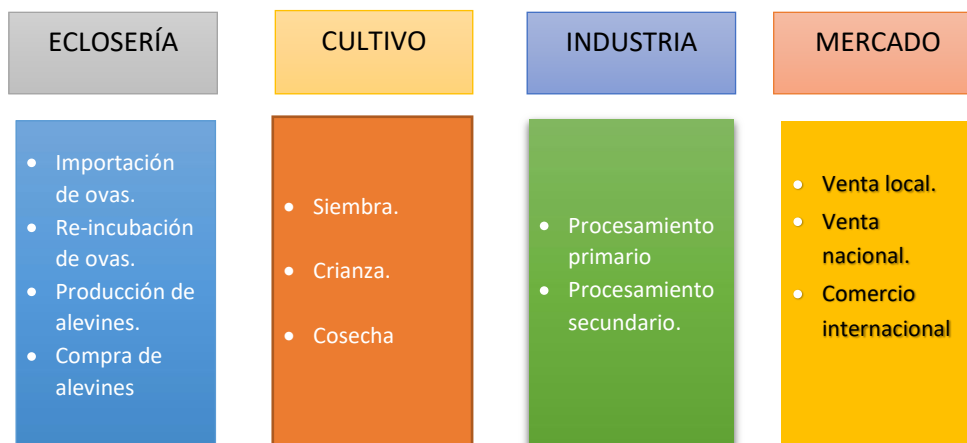 ECLOSERÍA
CULTIVO
INDUSTRIA
MERCADO
• Importación
de ovas.
• Re-incubación
de ovas.
• Producción de
alevines.
• Compra de
alevines
• Siembra.
• Crianza.
• Cosecha
• Procesamiento
primario
• Procesamiento
secundario.
• Venta local.
• Venta
nacional.
• Comercio
internacional